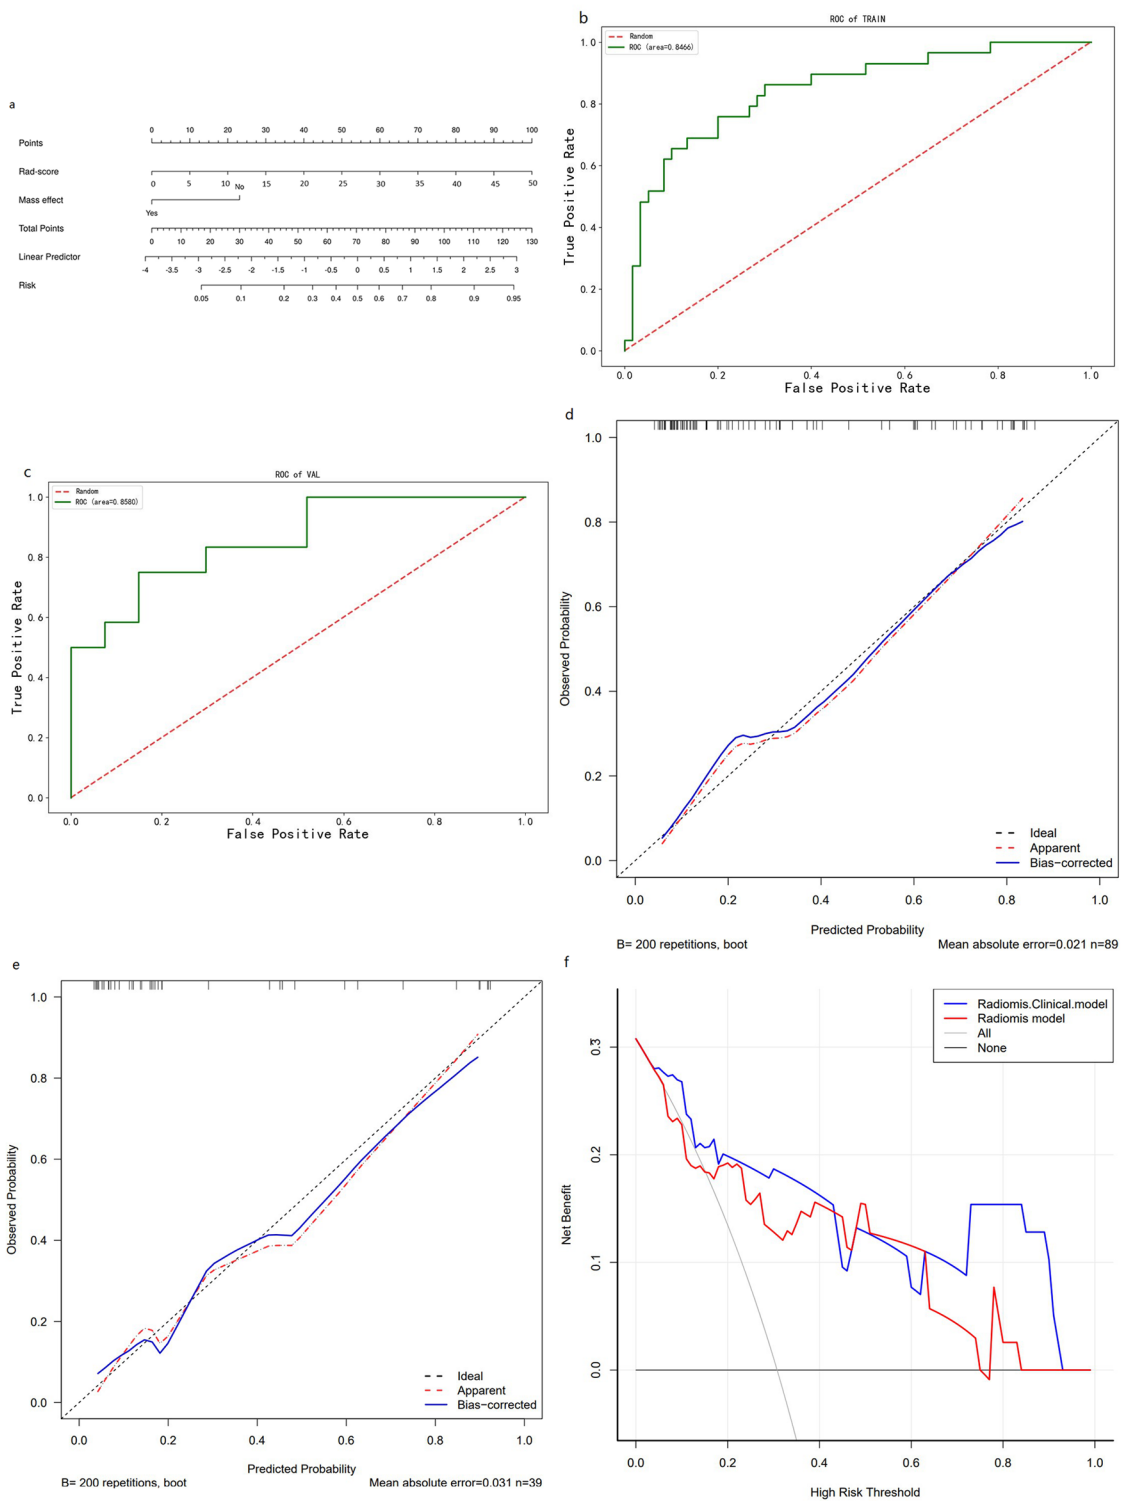 a
Points
0 10 20 30 40 50 60 70 80 90 100
Rad-score
0 5 10 15 20 25 30 35 40 45 50
No
Mass effect
Yes
Total Points
0 10 20 30 40 50 60 70 80 90 100 110 120 130
Linear Predictor
-4 -3.5 -3 -2.5 -2 -1.5 -1 -0.5 0 0.5 1 1.5 2 2.5 3
Risk
0.05 0.1 0.2 0.3 0.4 0.5 0.6 0.7 0.8 0.9 0.95
b
ROC of TRAIN
Random
ROC (area=0.8466)
True Positive Rate
1.0
0.8
0.6
0.4
0.2
0.0
0.0 0.2 0.4 0.6 0.8 1.0
False Positive Rate
c
ROC of VAL
Random
ROC (area=0.8580)
True Positive Rate
1.0
0.8
0.6
0.4
0.2
0.0
0.0 0.2 0.4 0.6 0.8 1.0
False Positive Rate
d
Observed Probability
1.0
0.8
0.6
0.4
0.2
0.0
Ideal
Apparent
Bias-corrected
0.0 0.2 0.4 0.6 0.8 1.0
Predicted Probability
B= 200 repetitions, boot
Mean absolute error=0.021 n=89
e
Observed Probability
1.0
0.8
0.6
0.4
0.2
0.0
Ideal
Apparent
Bias-corrected
0.0 0.2 0.4 0.6 0.8 1.0
Predicted Probability
B= 200 repetitions, boot
Mean absolute error=0.031 n=39
f
Radiomis.Clinical.model
Radiomis model
All
None
Net Benefit
0.3
0.2
0.1
0.0
0.0 0.2 0.4 0.6 0.8 1.0
High Risk Threshold